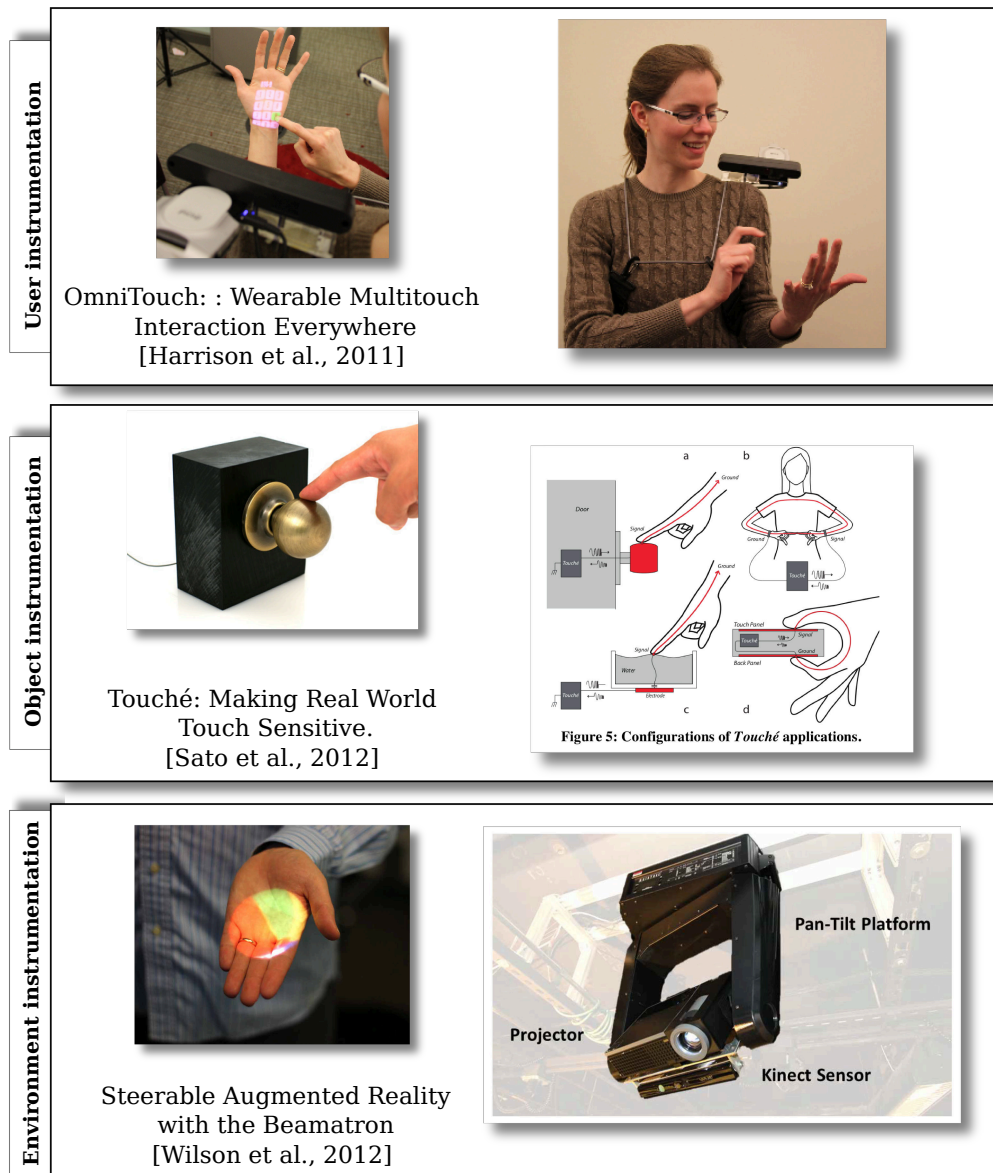 User instrumentation
OmniTouch: : Wearable Multitouch
Interaction Everywhere
[Harrison et al., 2011]
Object instrumentation
Touché: Making Real World
Touch Sensitive.
[Sato et al., 2012]
a
b
Ground
Door
Signal
Touché
Ground
Signal
Touché
Ground
Signal
Water
Touché
Electrode
Touch Panel
Touché
Signal
Ground
Back Panel
c
d
Figure 5: Configurations of Touché applications.
Environment instrumentation
Steerable Augmented Reality
with the Beamatron
[Wilson et al., 2012]
Pan-Tilt Platform
Projector
Kinect Sensor